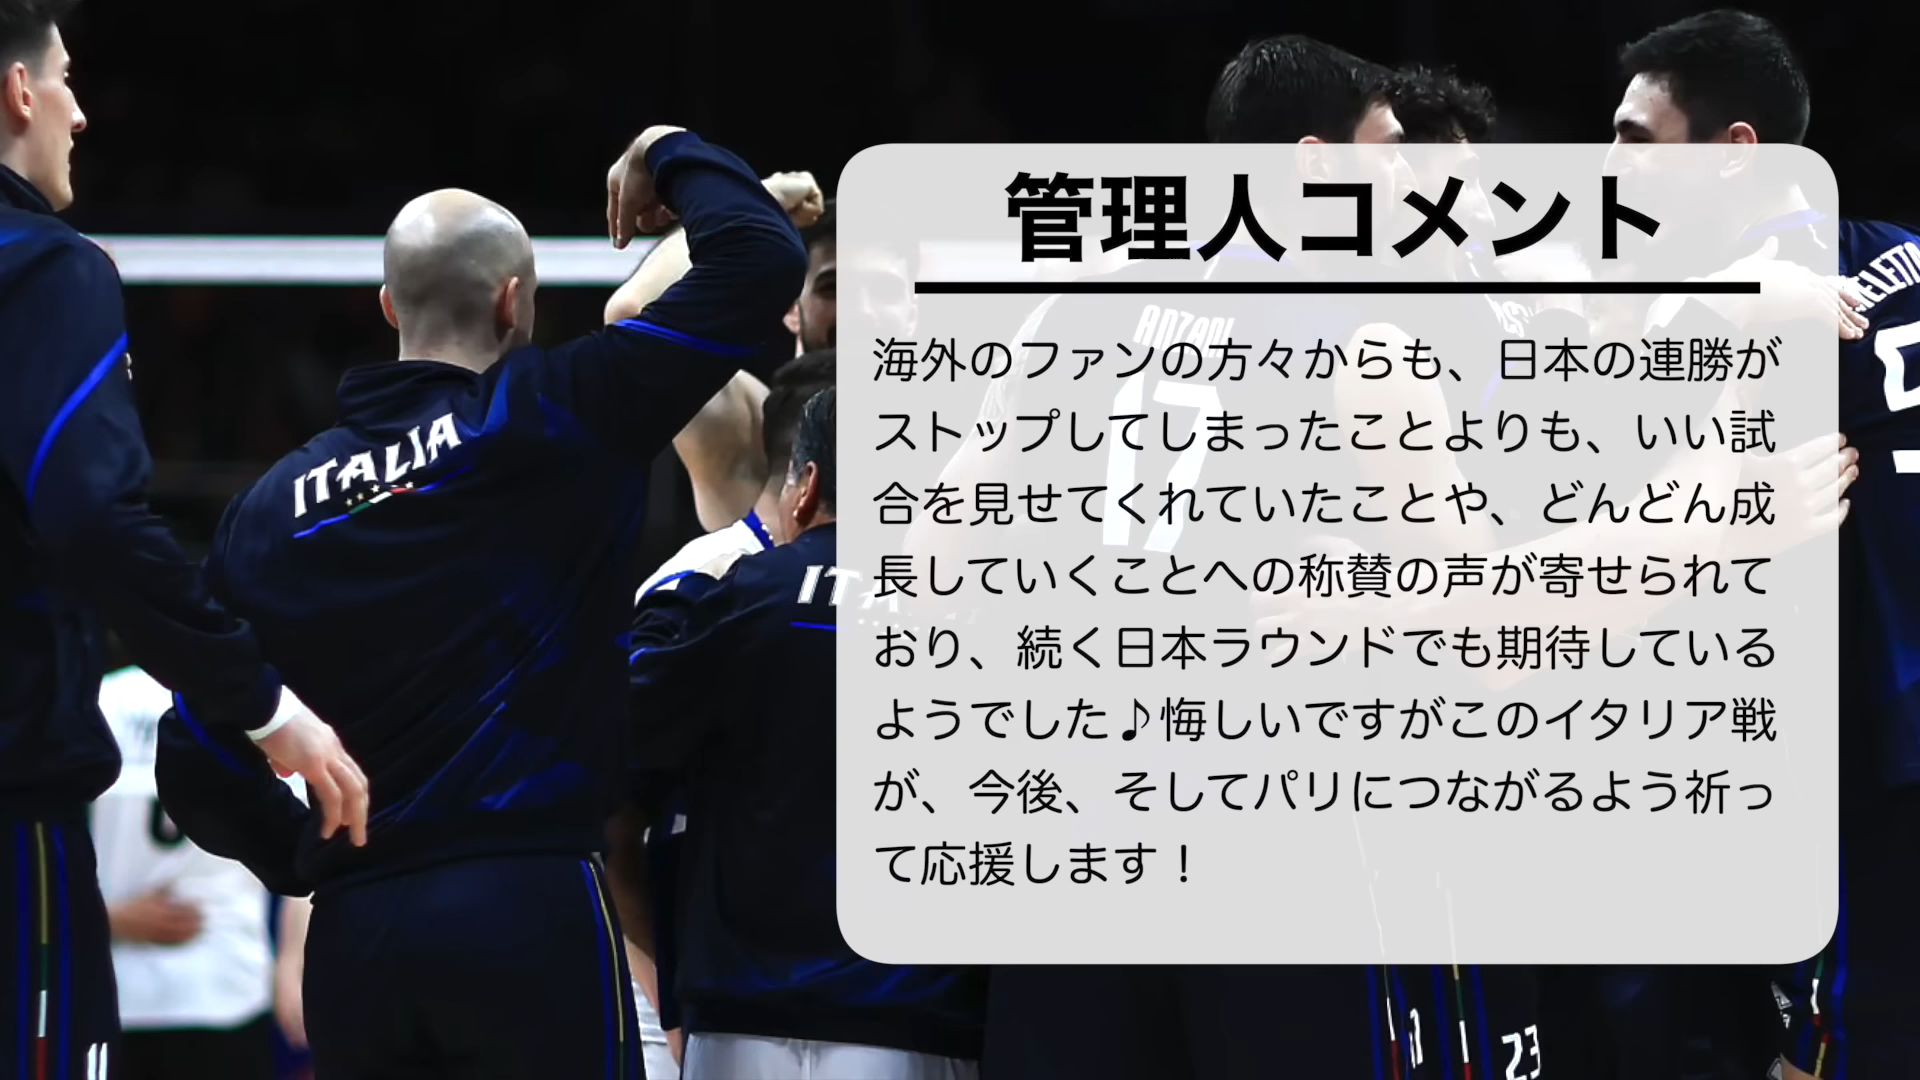 管理人コメント
海外のファンの方々からも、日本の連勝が
ストップしてしまったことよりも、いい試
合を見せてくれていたことや、どんどん成
長していくことへの称賛の声が寄せられて
おり、続く日本ラウンドでも期待している
ようでした♪悔しいですがこのイタリア戦
が、今後、そしてパリにつながるよう祈っ
て応援します！
ITALIA
ANZANI
17
23